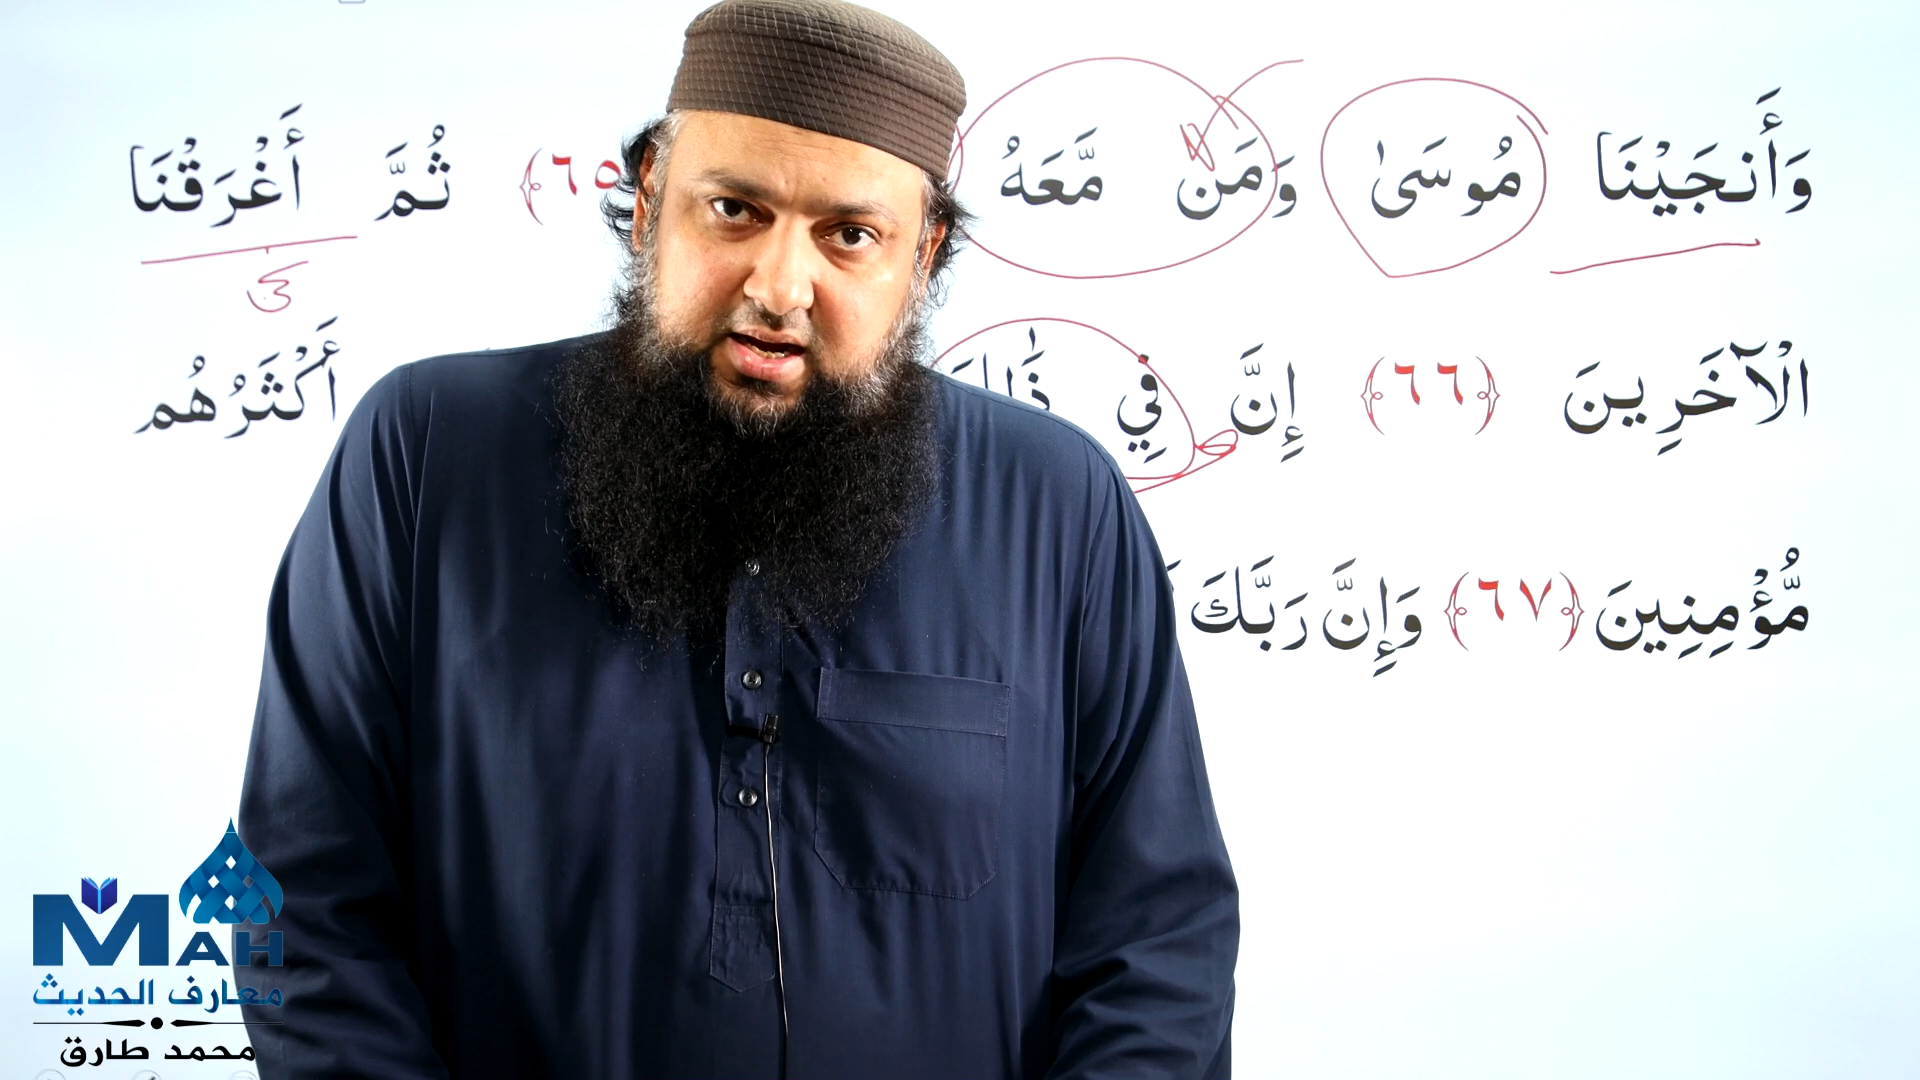 وَأَنجَيْنَا مُوسَىٰ وَمَن مَّعَهُ ﴿٦٥﴾ ثُمَّ أَغْرَقْنَا
الْآخَرِينَ ﴿٦٦﴾ إِنَّ فِي ذَٰلِكَ أَكْثَرُهُم
مُّؤْمِنِينَ ﴿٦٧﴾ وَإِنَّ رَبَّكَ
MAH
معارف الحديث
محمد طارق